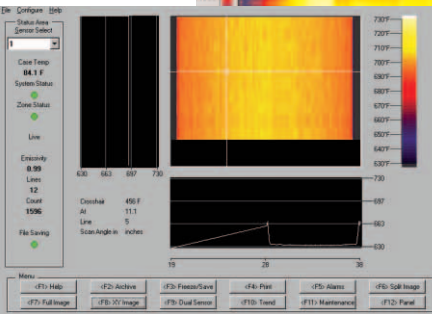 File Configure Help
Status Area
Sensor Select
1
Case Temp
84.1 F
System Status
Zone Status
Live
Emissivity
0.99
Lines
12
Count
1596
File Saving
730°F
720°F
710°F
700°F
690°F
680°F
670°F
660°F
650°F
640°F
630°F
630 663 697 730
Crosshair 456 F
At 11.1
Line 5
Scan Angle in inches
730
697
663
630
19 28 38
Menu
<F1> Help <F2> Archive <F3> Freeze/Save <F4> Print <F5> Alarms <F6> Split Image
<F7> Full Image <F8> XY Image <F9> Dual Sensor <F10> Trend <F11> Maintenance <F12> Panel